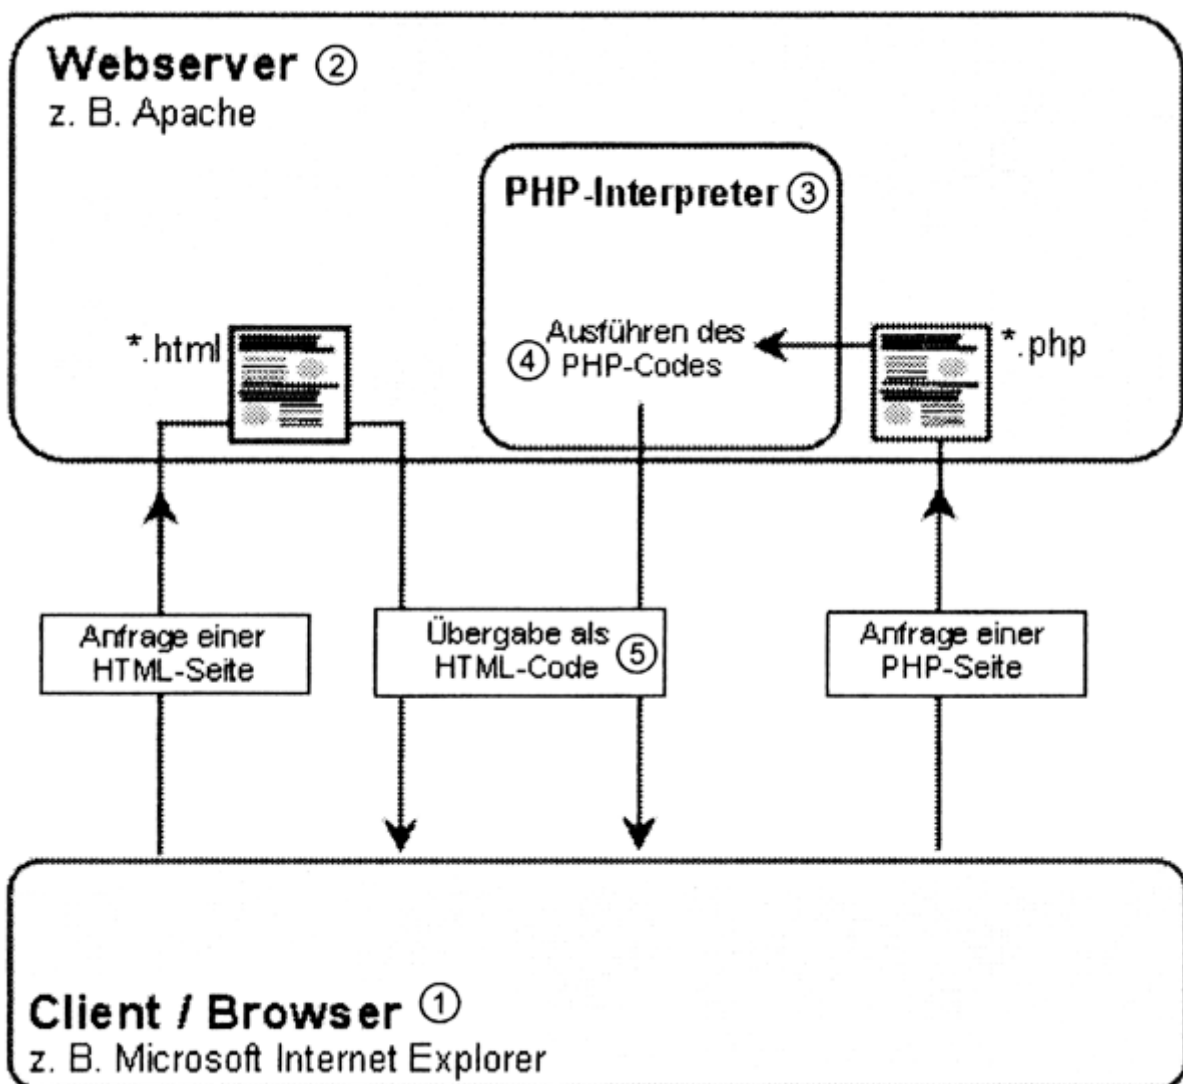 Webserver ②
z. B. Apache
PHP-Interpreter ③
*.html
Ausführen des
④ PHP-Codes
*.php
Anfrage einer
HTML-Seite
Übergabe als
HTML-Code ⑤
Anfrage einer
PHP-Seite
Client / Browser ①
z. B. Microsoft Internet Explorer